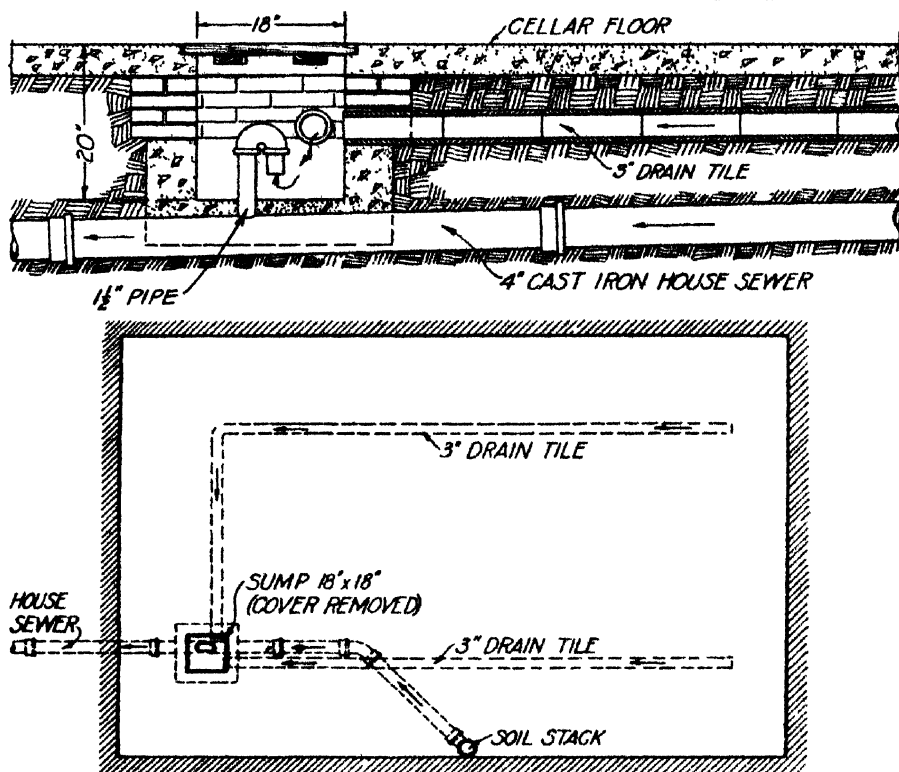 18"
CELLAR FLOOR
20"
3" DRAIN TILE
1½" PIPE
4" CAST IRON HOUSE SEWER
3" DRAIN TILE
SUMP 18"x18"
(COVER REMOVED)
HOUSE
SEWER
3" DRAIN TILE
SOIL STACK